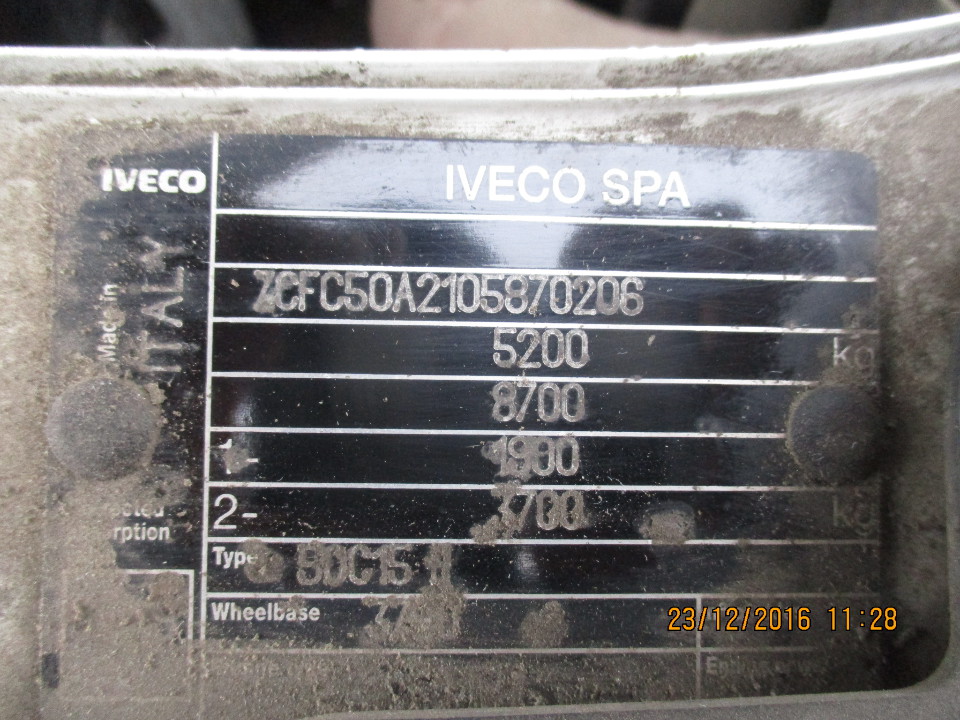 IVECO
IVECO SPA
Made in
ITALY
ZCFC50A2105870206
5200 kg
8700
1- 1900
2- 3700 kg
Type
Wheelbase
23/12/2016 11:28